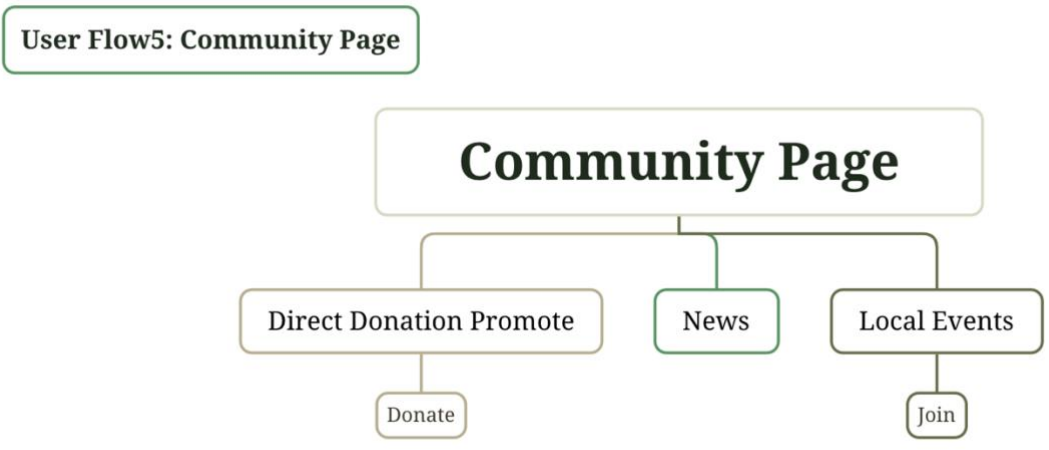 User Flow5: Community Page
Community Page
Direct Donation Promote
News
Local Events
Donate
Join